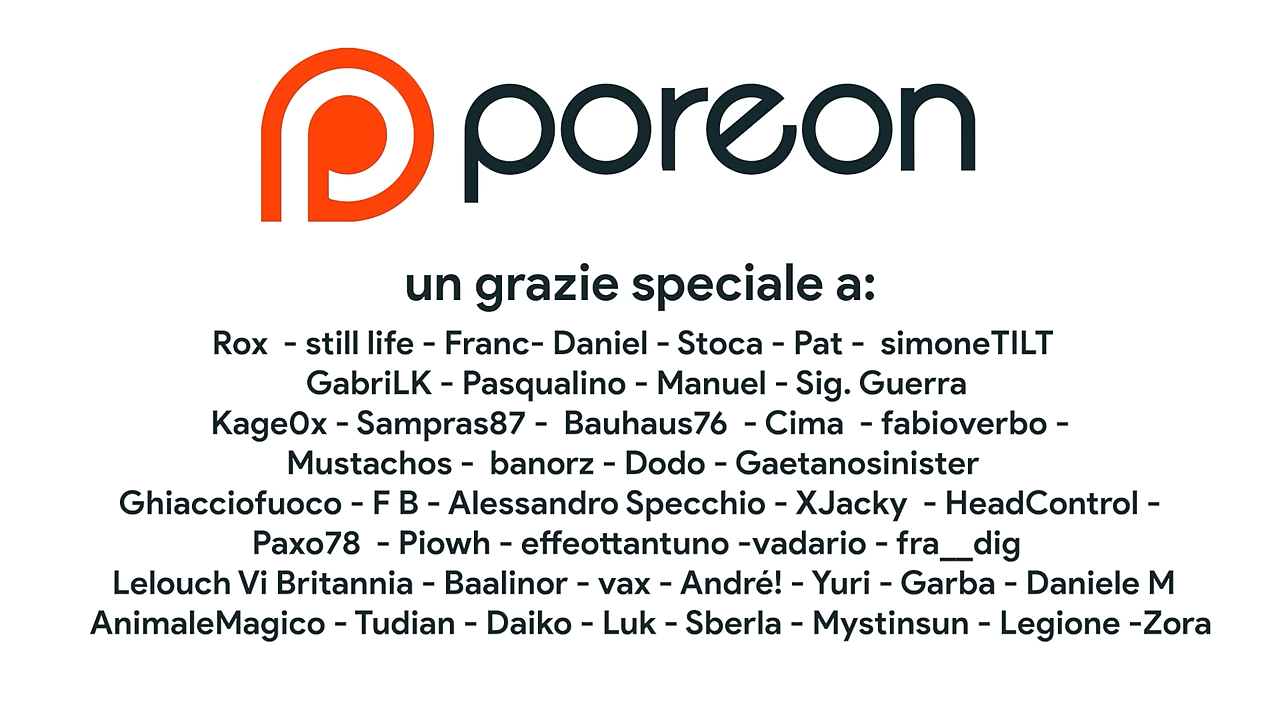 poreon
un grazie speciale a:
Rox - still life - Franc- Daniel - Stoca - Pat - simoneTILT
GabriLK - Pasqualino - Manuel - Sig. Guerra
Kage0x - Sampras87 - Bauhaus76 - Cima - fabioverbo -
Mustachos - banorz - Dodo - Gaetanosinister
Ghiacciofuoco - F B - Alessandro Specchio - XJacky - HeadControl -
Paxo78 - Piowh - effeottantuno -vadario - fra__dig
Lelouch Vi Britannia - Baalinor - vax - André! - Yuri - Garba - Daniele M
AnimaleMagico - Tudian - Daiko - Luk - Sberla - Mystinsun - Legione -Zora